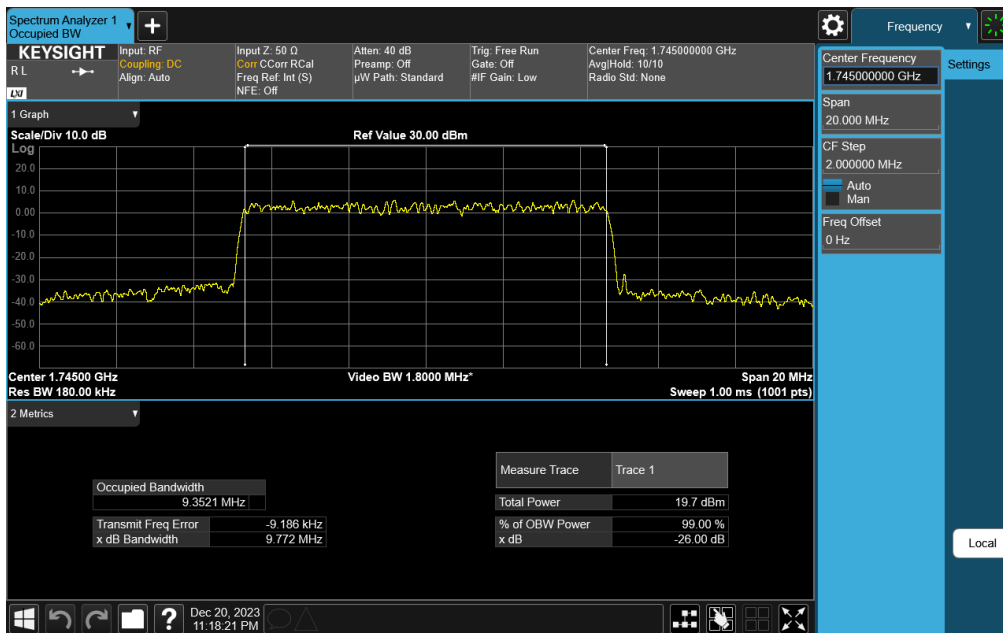 Spectrum Analyzer 1
Occupied BW
Frequency
KEYSIGHT
R L
LXI
Input: RF
Coupling: DC
Align: Auto
Input Z: 50 Ω
Corr CCorr RCal
Freq Ref: Int (S)
NFE: Off
Atten: 40 dB
Preamp: Off
µW Path: Standard
Trig: Free Run
Gate: Off
#IF Gain: Low
Center Freq: 1.745000000 GHz
Avg|Hold: 10/10
Radio Std: None
Center Frequency
1.745000000 GHz
Settings
Span
20.000 MHz
CF Step
2.000000 MHz
Auto
Man
Freq Offset
0 Hz
Local
1 Graph
Scale/Div 10.0 dB
Ref Value 30.00 dBm
Log
20.0
10.0
0.00
-10.0
-20.0
-30.0
-40.0
-50.0
-60.0
Center 1.74500 GHz
Video BW 1.8000 MHz*
Span 20 MHz
Res BW 180.00 kHz
Sweep 1.00 ms (1001 pts)
2 Metrics
Measure Trace Trace 1
Occupied Bandwidth
9.3521 MHz
Total Power 19.7 dBm
Transmit Freq Error -9.186 kHz
% of OBW Power 99.00 %
x dB Bandwidth 9.772 MHz
x dB -26.00 dB
?
Dec 20, 2023
11:18:21 PM